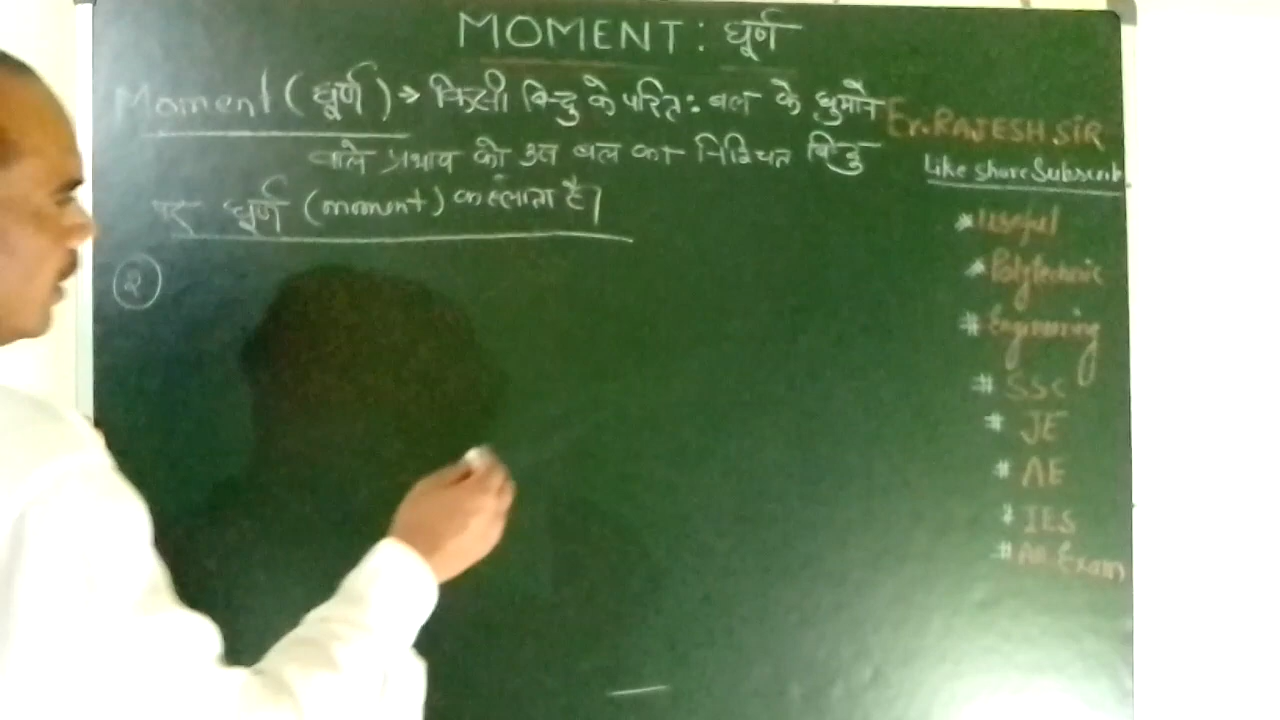 MOMENT : घूर्ण
Moment (घूर्ण) → किसी बिन्दु के परित: बल के घुमाने
वाले प्रभाव को उस बल का निश्चित बिन्दु
पर घूर्ण (moment) कहलाता है।
२
Er. RAJESH SIR
Like Share Subscrib
* Useful
* Polytechnic
# Engineering
# SSC
# JE
# AE
# IES
# All Exam